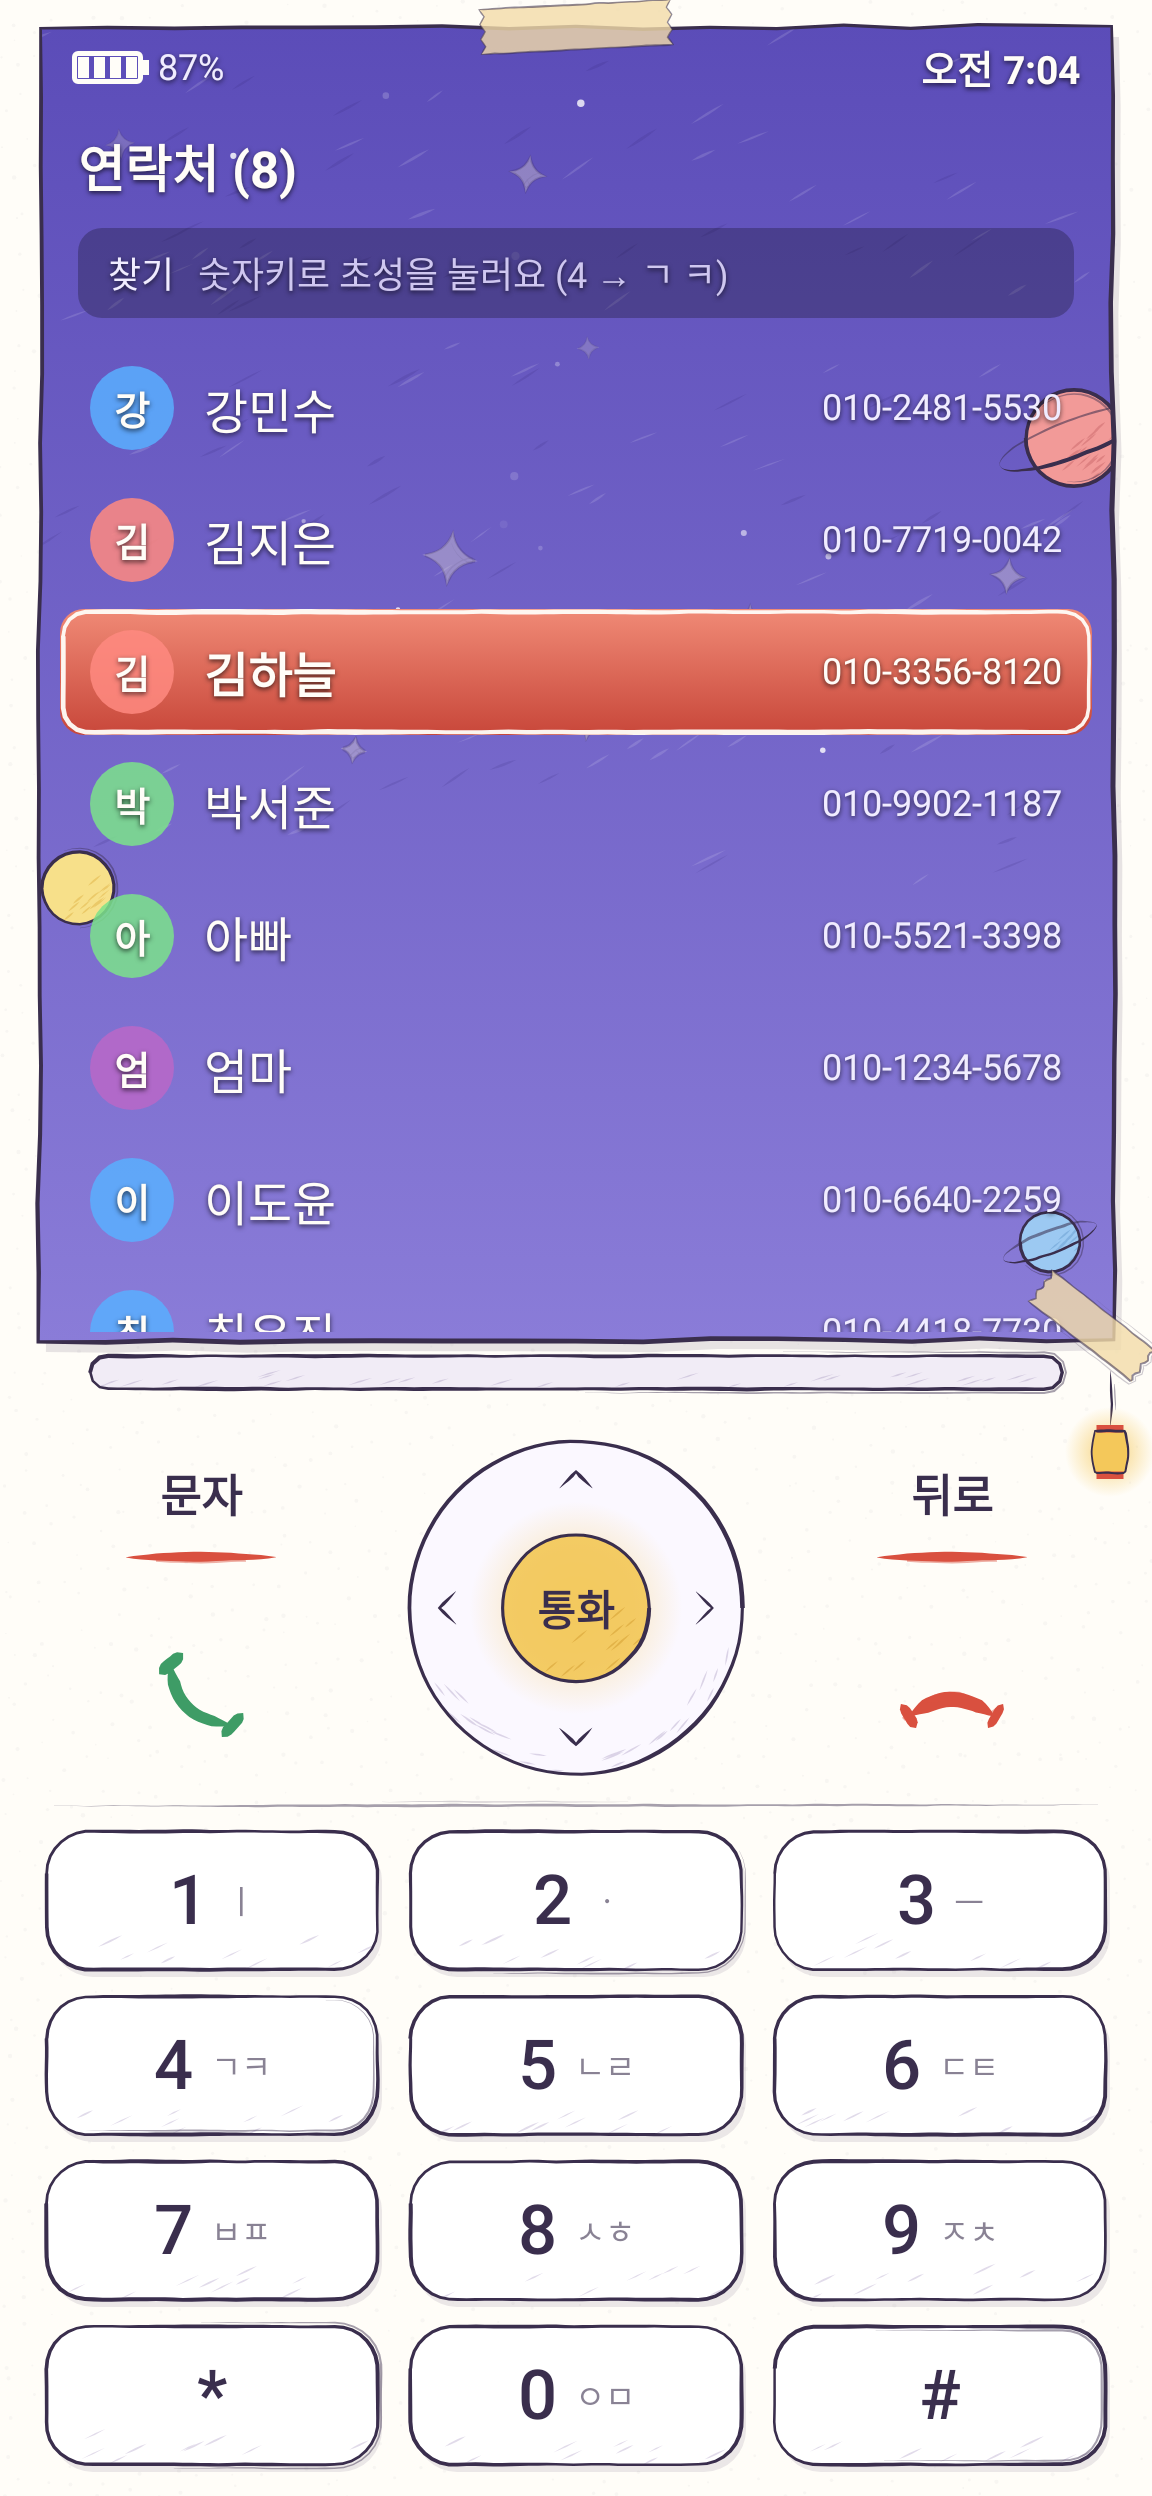 87%
오전 7:04
연락처 (8)
찾기 숫자키로 초성을 눌러요 (4 → ㄱ ㅋ)
강 강민수 010-2481-5530
김 김지은 010-7719-0042
김 김하늘 010-3356-8120
박 박서준 010-9902-1187
아 아빠 010-5521-3398
엄 엄마 010-1234-5678
이 이도윤 010-6640-2259
010-4418-7730
문자
뒤로
통화
1 ㅣ
2 ·
3 ㅡ
4 ㄱㅋ
5 ㄴㄹ
6 ㄷㅌ
7 ㅂㅍ
8 ㅅㅎ
9 ㅈㅊ
*
0 ㅇㅁ
#